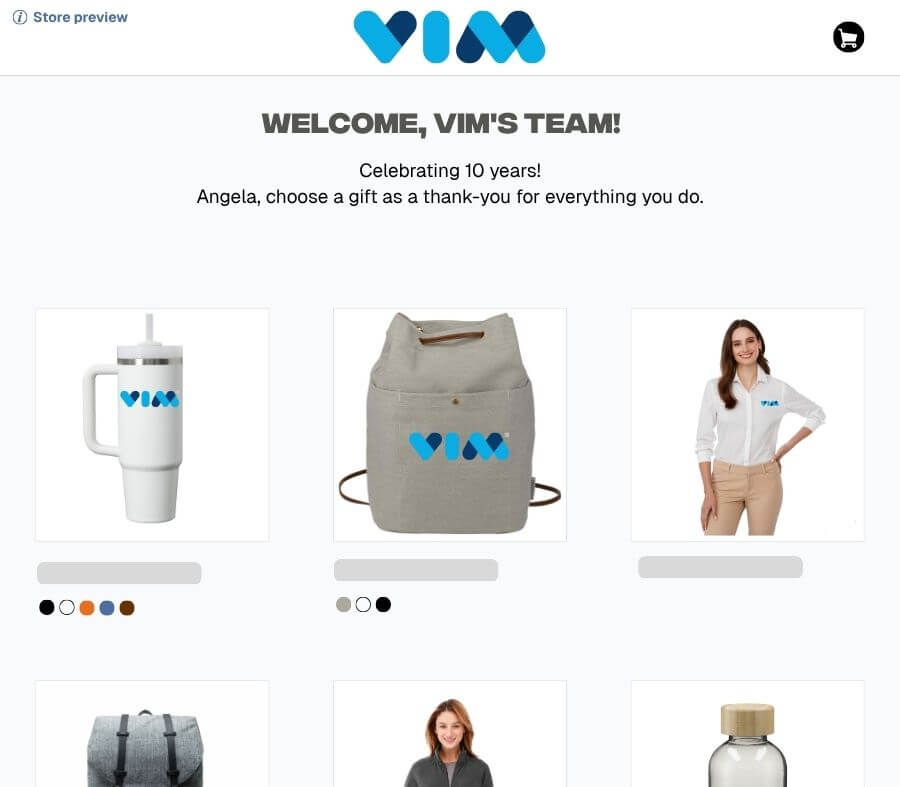 Store preview
VIM
WELCOME, VIM'S TEAM!
Celebrating 10 years!
Angela, choose a gift as a thank-you for everything you do.
VIM
VIM
VIM